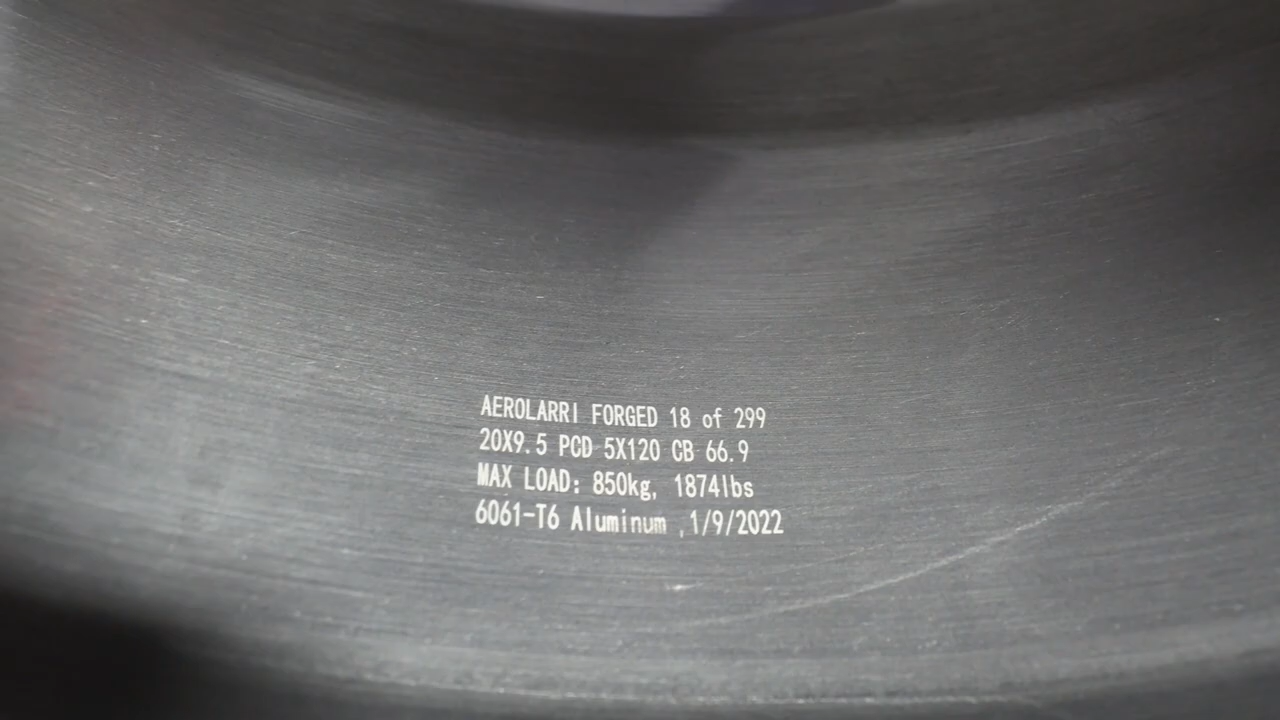 AEROLARRI FORGED 18 of 299
20X9.5 PCD 5X120 CB 66.9
MAX LOAD: 850kg, 1874lbs
6061-T6 Aluminum ,1/9/2022